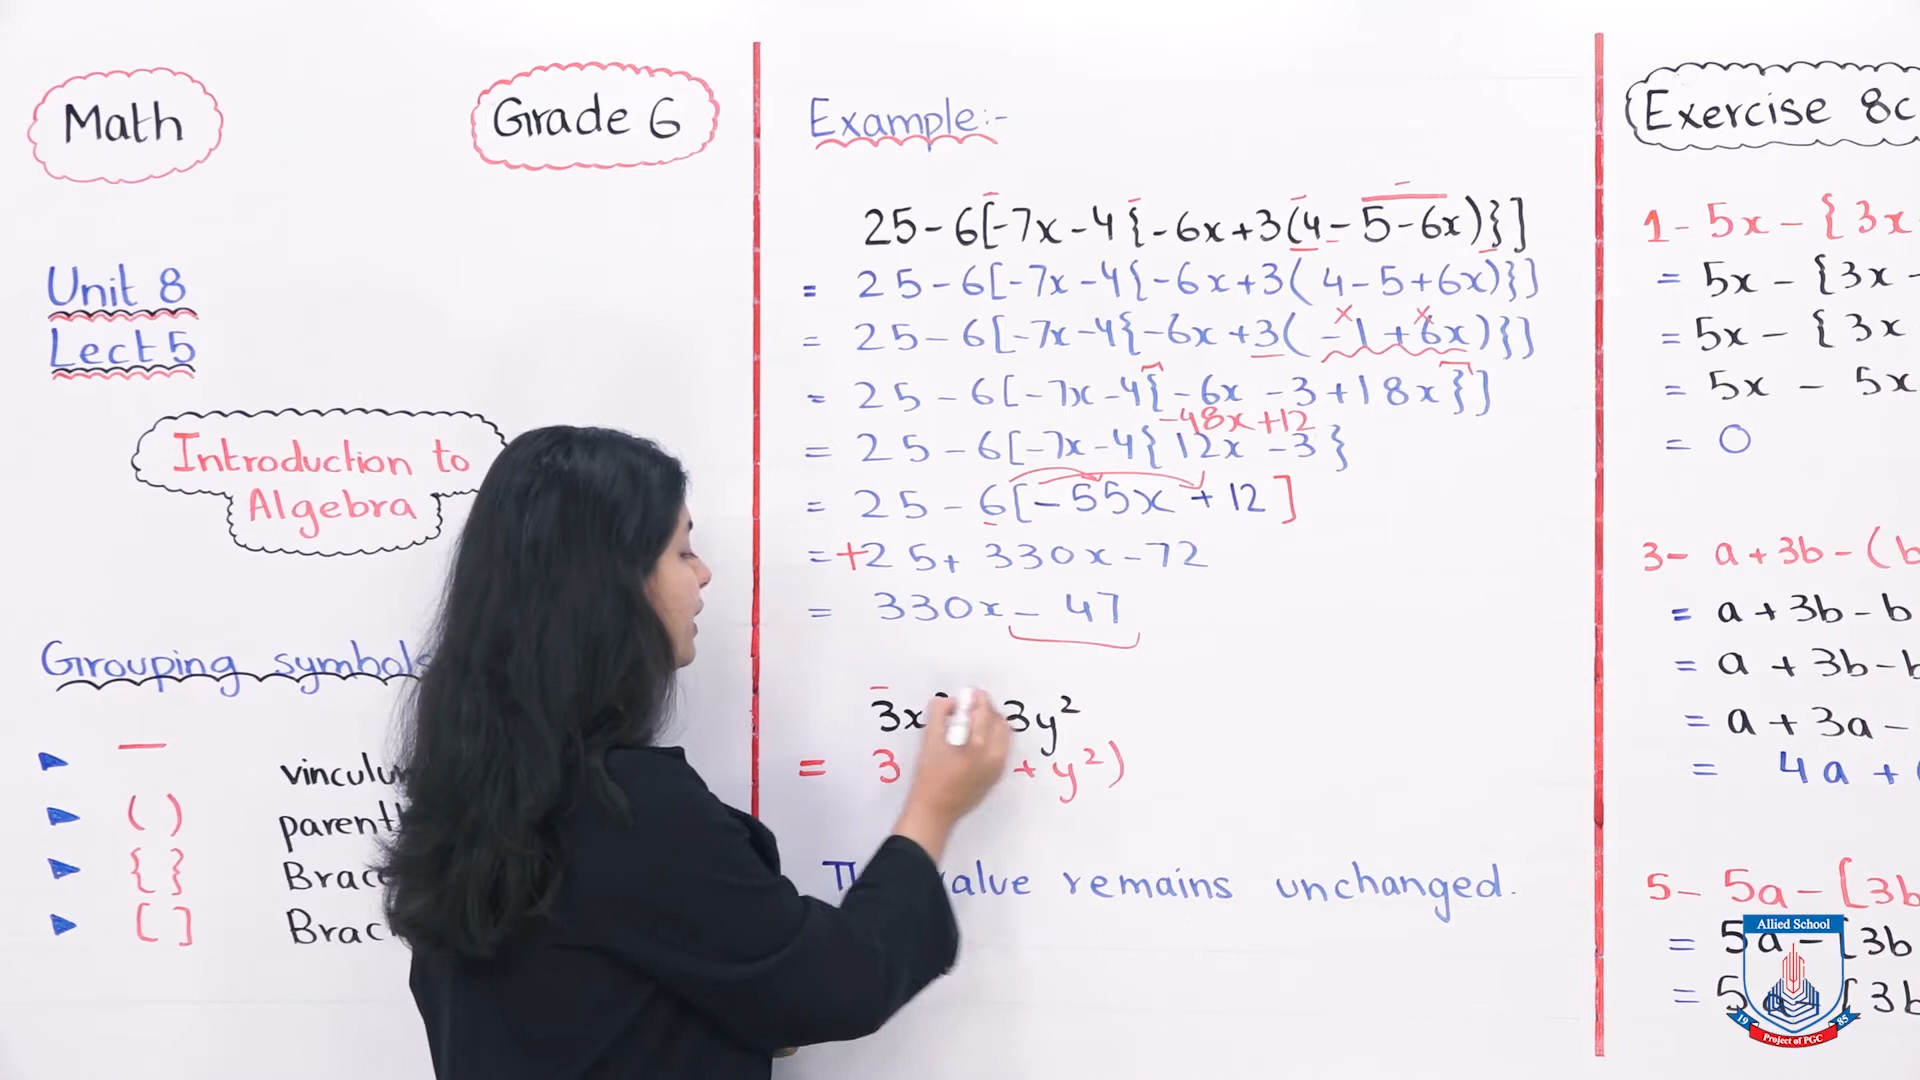 Math
Grade 6
Unit 8
Lect 5
Introduction to
Algebra
Grouping symbols
( )
parent
{ }
Brace
[ ]
Brac
Example:-
25-6[-7x-4{-6x+3(4-5-6x)}]
= 25-6[-7x-4{-6x+3(4-5+6x)}]
= 25-6[-7x-4{-6x+3(-1+6x)}]
= 25-6[-7x-4{-6x-3+18x}]
-48x+12
= 25-6[-7x-4{12x-3}
= 25-6[-55x+12]
= +25+330x-72
= 330x-47
3x 3y²
= 3 + y²)
remains unchanged.
Exercise 8c
1- 5x-{3x
= 5x-{3x-
= 5x-{3x
= 5x - 5x
= 0
3- a+3b-(b
= a+3b-b
= a+3b-b
= a+3a-
= 4a+
5- 5a-[3b
= 5a-[3b
= 5a-[3b
Allied School
19 85
Project of PGC